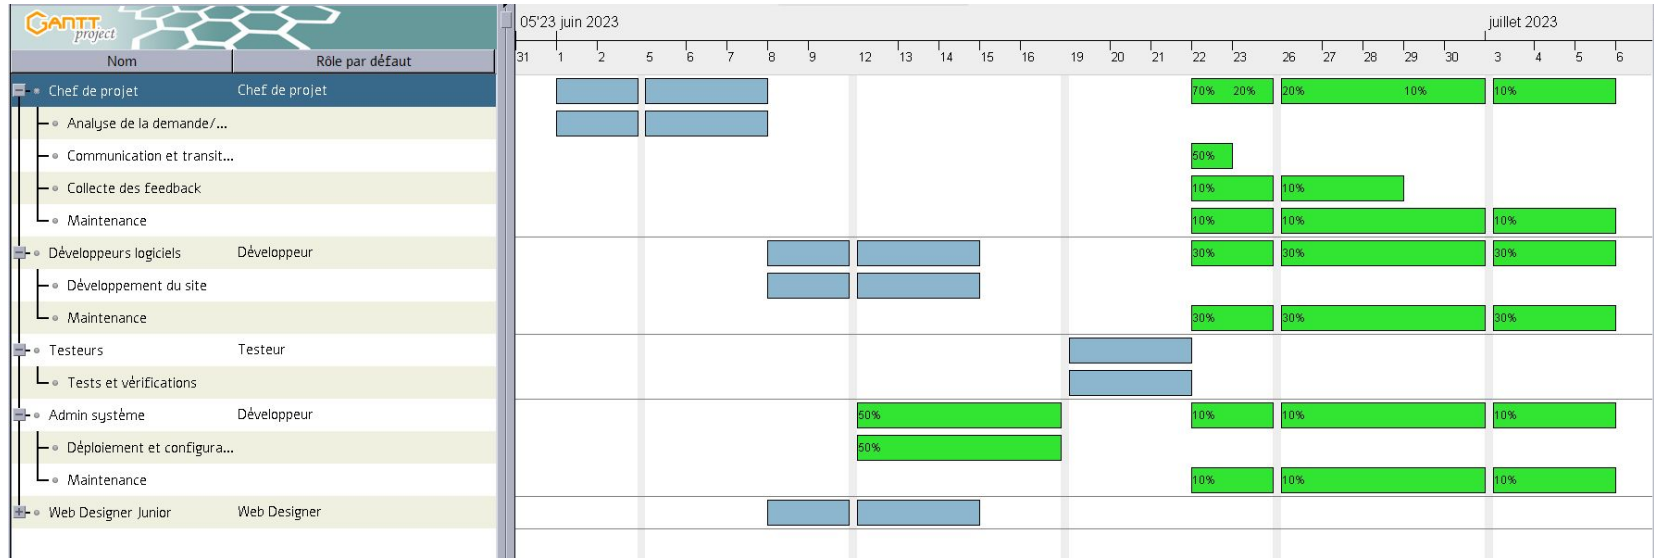 GANTT
project
05'23 juin 2023 juillet 2023
Nom Rôle par défaut
31 1 2 5 6 7 8 9 12 13 14 15 16 19 20 21 22 23 26 27 28 29 30 3 4 5 6
Chef de projet Chef de projet 70% 20% 20% 10% 10%
Analyse de la demande/...
Communication et transit... 50%
Collecte des feedback 10% 10%
Maintenance 10% 10% 10%
Développeurs logiciels Développeur 30% 30% 30%
Développement du site
Maintenance 30% 30% 30%
Testeurs Testeur
Tests et vérifications
Admin système Développeur 50% 10% 10% 10%
Déploiement et configura... 50%
Maintenance 10% 10% 10%
Web Designer Junior Web Designer